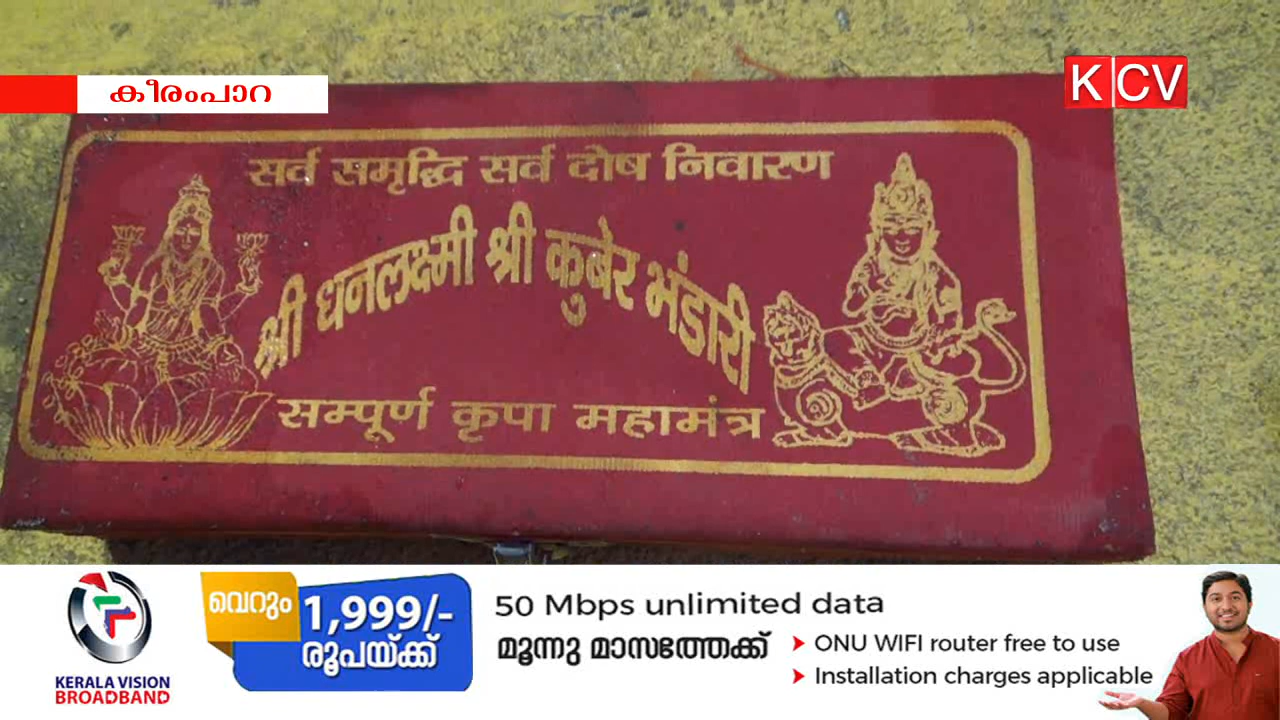 കീരംപാറ
KCV
सर्व समृद्धि सर्व दोष निवारण
श्री धनलक्ष्मी श्री कुबेर भंडारी
सम्पूर्ण कृपा महामंत्र
KERALA VISION
BROADBAND
വെറും
1,999/-
രൂപയ്ക്ക്
50 Mbps unlimited data
മൂന്നു മാസത്തേക്ക്
ONU WIFI router free to use
Installation charges applicable